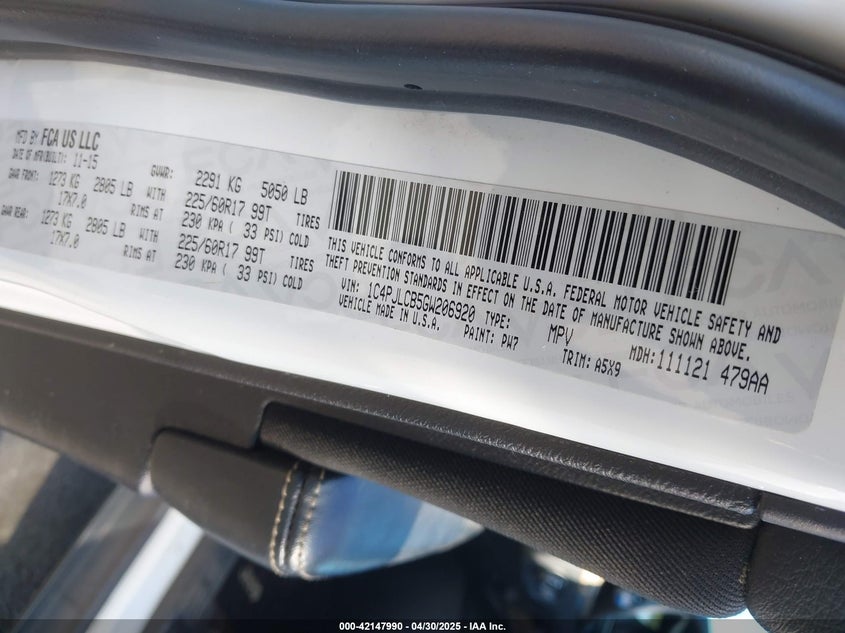 MFD BY FCA US LLC
DATE OF MFR(BUILT): 11-15
GVWR: 2291 KG 5050 LB
GAWR FRONT: 1273 KG 2805 LB WITH 225/60R17 99T TIRES
17X7.0 RIMS AT 230 KPA ( 33 PSI) COLD
GAWR REAR: 1273 KG 2805 LB WITH 225/60R17 99T TIRES
17X7.0 RIMS AT 230 KPA ( 33 PSI) COLD
THIS VEHICLE CONFORMS TO ALL APPLICABLE U.S.A. FEDERAL MOTOR VEHICLE SAFETY AND
THEFT PREVENTION STANDARDS IN EFFECT ON THE DATE OF MANUFACTURE SHOWN ABOVE.
VIN: 1C4PJLCB5GW206920 TYPE: MPV MDH:111121 479AA
VEHICLE MADE IN U.S.A. PAINT: PW7 TRIM: A5X9
000-42147990 — 04/30/2025 — IAA Inc.